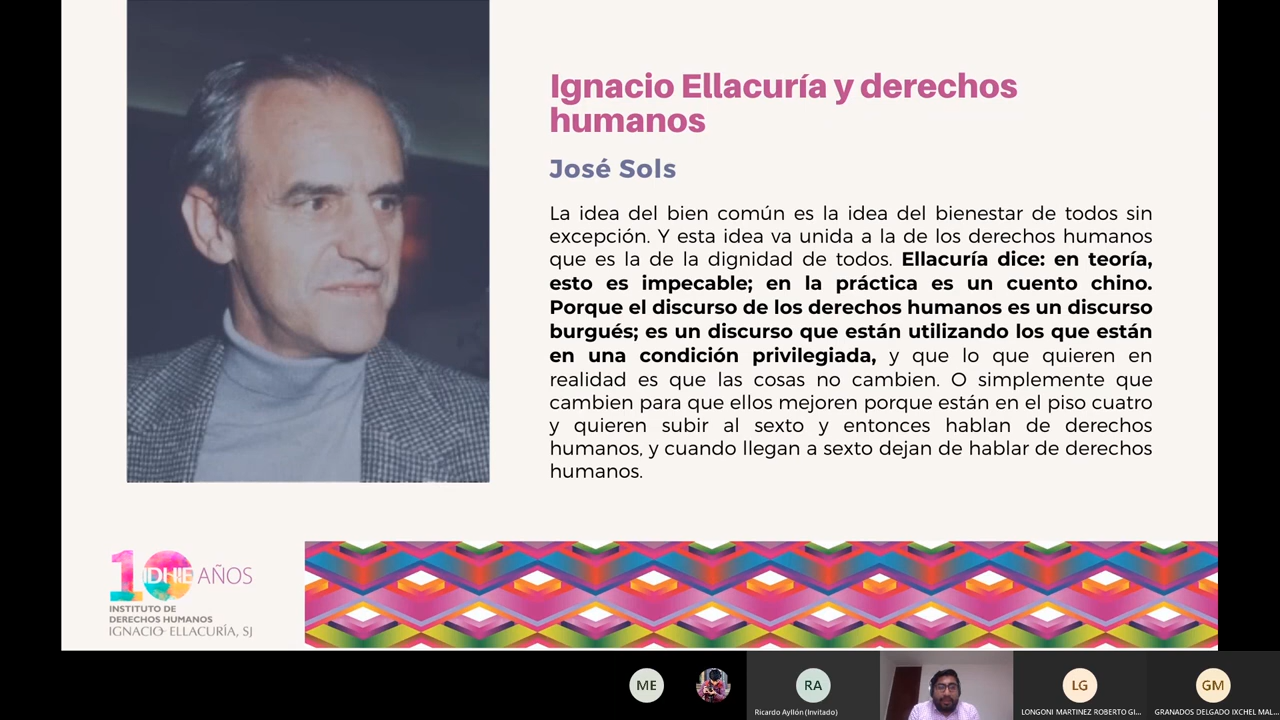 Ignacio Ellacuría y derechos
humanos
José Sols
La idea del bien común es la idea del bienestar de todos sin
excepción. Y esta idea va unida a la de los derechos humanos
que es la de la dignidad de todos. Ellacuría dice: en teoría,
esto es impecable; en la práctica es un cuento chino.
Porque el discurso de los derechos humanos es un discurso
burgués; es un discurso que están utilizando los que están
en una condición privilegiada, y que lo que quieren en
realidad es que las cosas no cambien. O simplemente que
cambien para que ellos mejoren porque están en el piso cuatro
y quieren subir al sexto y entonces hablan de derechos
humanos, y cuando llegan a sexto dejan de hablar de derechos
humanos.
10 IDHIE AÑOS
INSTITUTO DE
DERECHOS HUMANOS
IGNACIO ELLACURÍA, SJ
ME
RA
LG
GM
Ricardo Ayllón (Invitado)
LONGONI MARTINEZ ROBERTO GI...
GRANADOS DELGADO IXCHEL MAL...